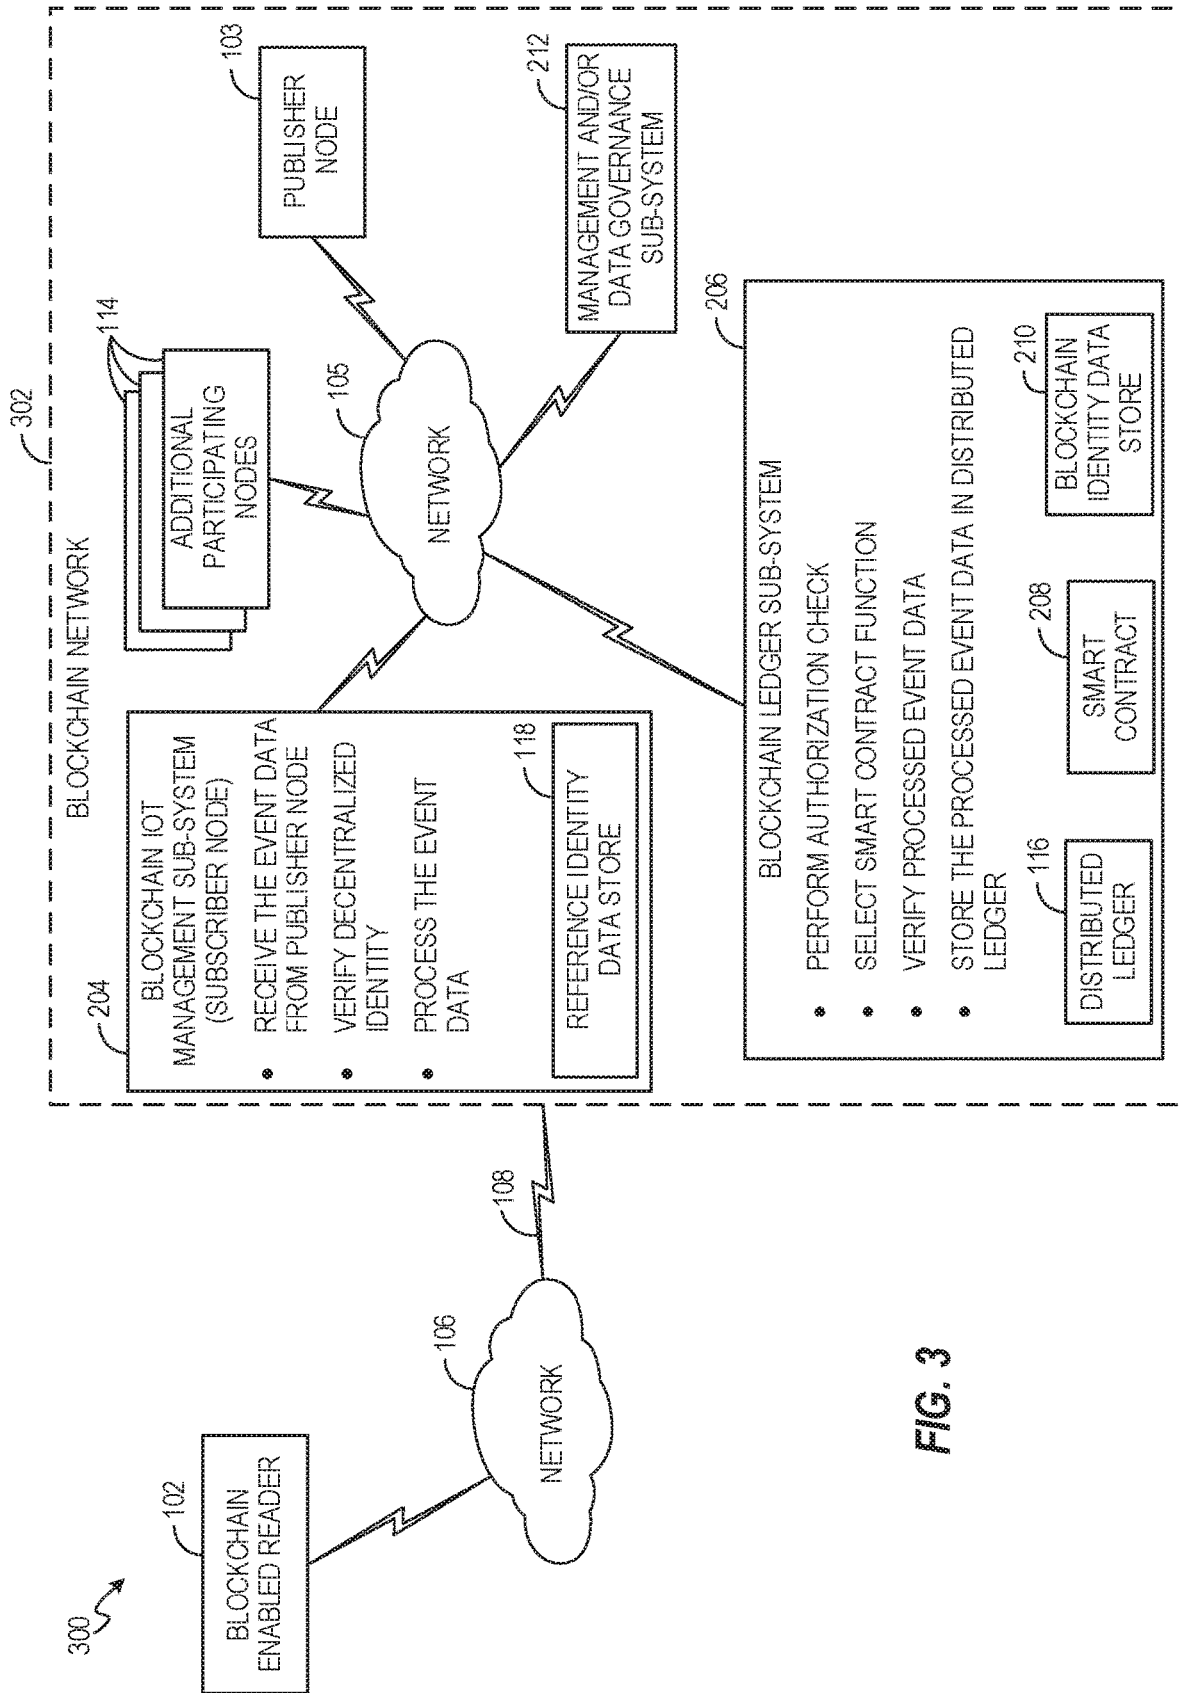 300
102
BLOCKCHAIN
ENABLED READER
106
NETWORK
108
302
BLOCKCHAIN NETWORK
204
BLOCKCHAIN IOT
MANAGEMENT SUB-SYSTEM
(SUBSCRIBER NODE)
• RECEIVE THE EVENT DATA
FROM PUBLISHER NODE
• VERIFY DECENTRALIZED
IDENTITY
• PROCESS THE EVENT
DATA
118
REFERENCE IDENTITY
DATA STORE
114
ADDITIONAL
PARTICIPATING
NODES
103
PUBLISHER
NODE
105
NETWORK
212
MANAGEMENT AND/OR
DATA GOVERNANCE
SUB-SYSTEM
206
BLOCKCHAIN LEDGER SUB-SYSTEM
• PERFORM AUTHORIZATION CHECK
• SELECT SMART CONTRACT FUNCTION
• VERIFY PROCESSED EVENT DATA
• STORE THE PROCESSED EVENT DATA IN DISTRIBUTED
LEDGER
116
DISTRIBUTED
LEDGER
208
SMART
CONTRACT
210
BLOCKCHAIN
IDENTITY DATA
STORE
FIG. 3